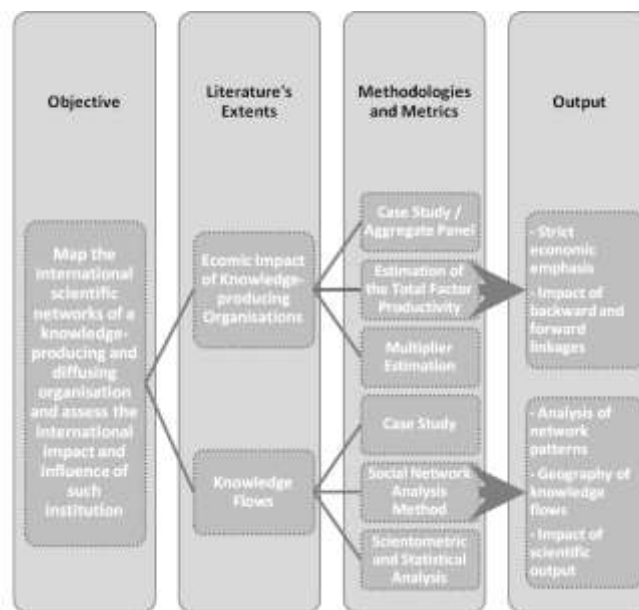 Objective
Literature's
Extents
Methodologies
and Metrics
Output
Map the
international
scientific
networks of a
knowledge-
producing and
diffusing
organisation
and assess the
international
impact and
influence of
such
institution
Ecomic Impact
of Knowledge-
producing
Organisations
Knowledge
Flows
Case Study /
Aggregate Panel
Estimation of
the Total Factor
Productivity
Multiplier
Estimation
Case Study
Social Network
Analysis
Method
Scientometric
and Statistical
Analysis
- Strict
economic
emphasis
- Impact of
backward and
forward
linkages
- Analysis of
network
patterns
- Geography of
knowledge
flows
- Impact of
scientific
output